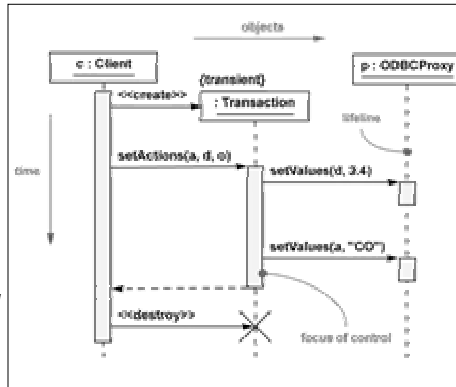 objects
c : Client
p : ODBCProxy
{transient}
<<create>>
: Transaction
lifeline
setActions(a, d, o)
setValues(d, 3.4)
time
setValues(a, "CO")
<<destroy>>
focus of control